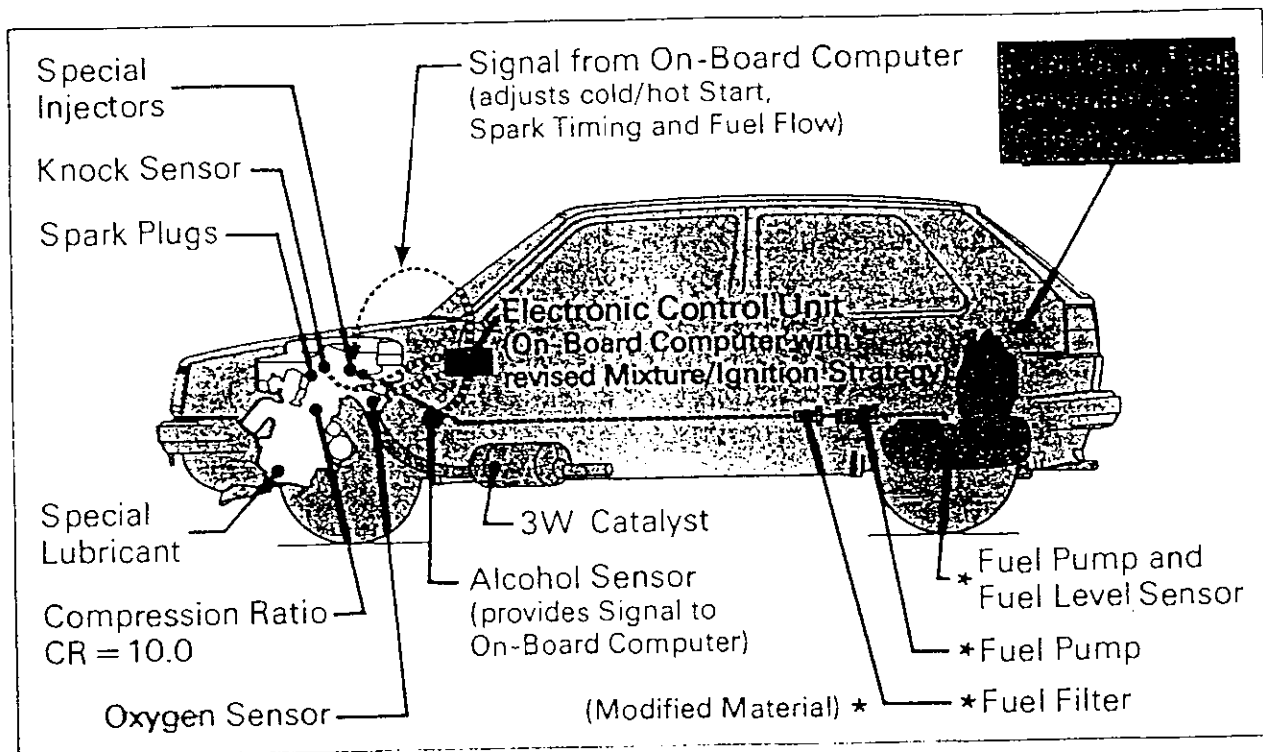 Special
Injectors
Knock Sensor
Spark Plugs
Signal from On-Board Computer
(adjusts cold/hot Start,
Spark Timing and Fuel Flow)
Electronic Control Unit
(On-Board Computer with
revised Mixture/Ignition Strategy)
Special
Lubricant
Compression Ratio
CR = 10.0
Oxygen Sensor
3W Catalyst
Alcohol Sensor
(provides Signal to
On-Board Computer)
(Modified Material) *
* Fuel Pump and
Fuel Level Sensor
* Fuel Pump
* Fuel Filter